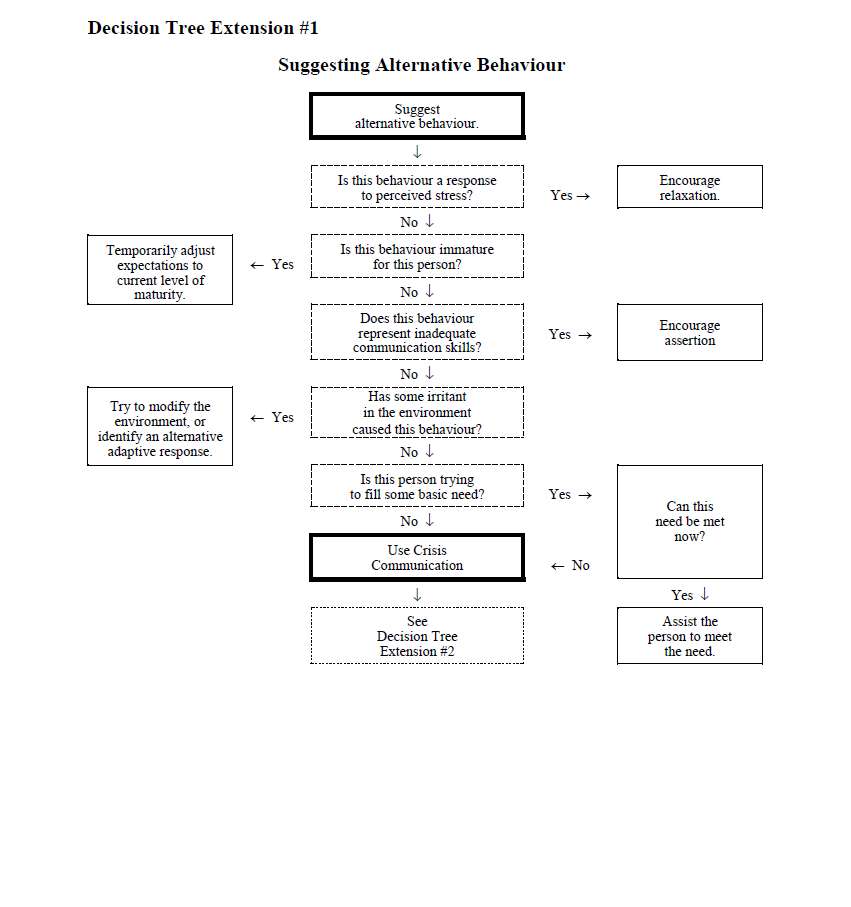 Decision Tree Extension #1
Suggesting Alternative Behaviour
Suggest
alternative behaviour.
↓
Is this behaviour a response
to perceived stress?
Yes →
Encourage
relaxation.
No ↓
Temporarily adjust
expectations to
current level of
maturity.
← Yes
Is this behaviour immature
for this person?
No ↓
Does this behaviour
represent inadequate
communication skills?
Yes →
Encourage
assertion
No ↓
Try to modify the
environment, or
identify an alternative
adaptive response.
← Yes
Has some irritant
in the environment
caused this behaviour?
No ↓
Is this person trying
to fill some basic need?
Yes →
Can this
need be met
now?
No ↓
Use Crisis
Communication
← No
Yes ↓
↓
See
Decision Tree
Extension #2
Assist the
person to meet
the need.